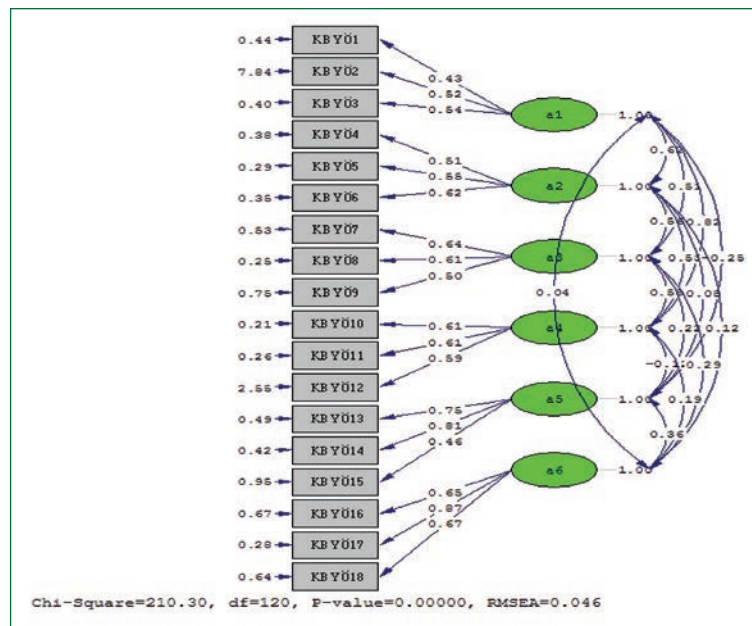 0.44 KBYÖ1
7.84 KBYÖ2
0.40 KBYÖ3
0.38 KBYÖ4
0.29 KBYÖ5
0.35 KBYÖ6
0.53 KBYÖ7
0.25 KBYÖ8
0.75 KBYÖ9
0.21 KBYÖ10
0.26 KBYÖ11
2.55 KBYÖ12
0.49 KBYÖ13
0.42 KBYÖ14
0.95 KBYÖ15
0.67 KBYÖ16
0.28 KBYÖ17
0.64 KBYÖ18
0.43
0.52
0.54
0.51
0.55
0.62
0.64
0.61
0.50
0.61
0.61
0.59
0.75
0.81
0.46
0.65
0.87
0.67
a1 1.00
a2 1.00
a3 1.00
a4 1.00
a5 1.00
a6 1.00
0.04
0.51 0.82
0.53 -0.25
0.08
0.22 0.12
0.29
0.19
0.36
Chi-Square=210.30, df=120, P-value=0.00000, RMSEA=0.046